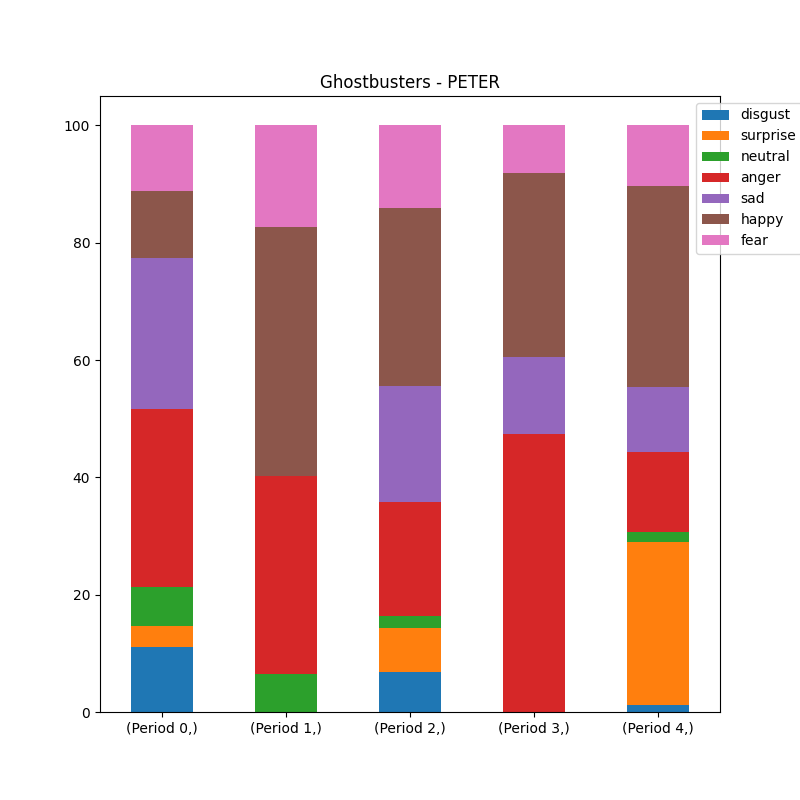 Ghostbusters - PETER
disgust
surprise
neutral
anger
sad
happy
fear
100
80
60
40
20
0
(Period 0,)
(Period 1,)
(Period 2,)
(Period 3,)
(Period 4,)